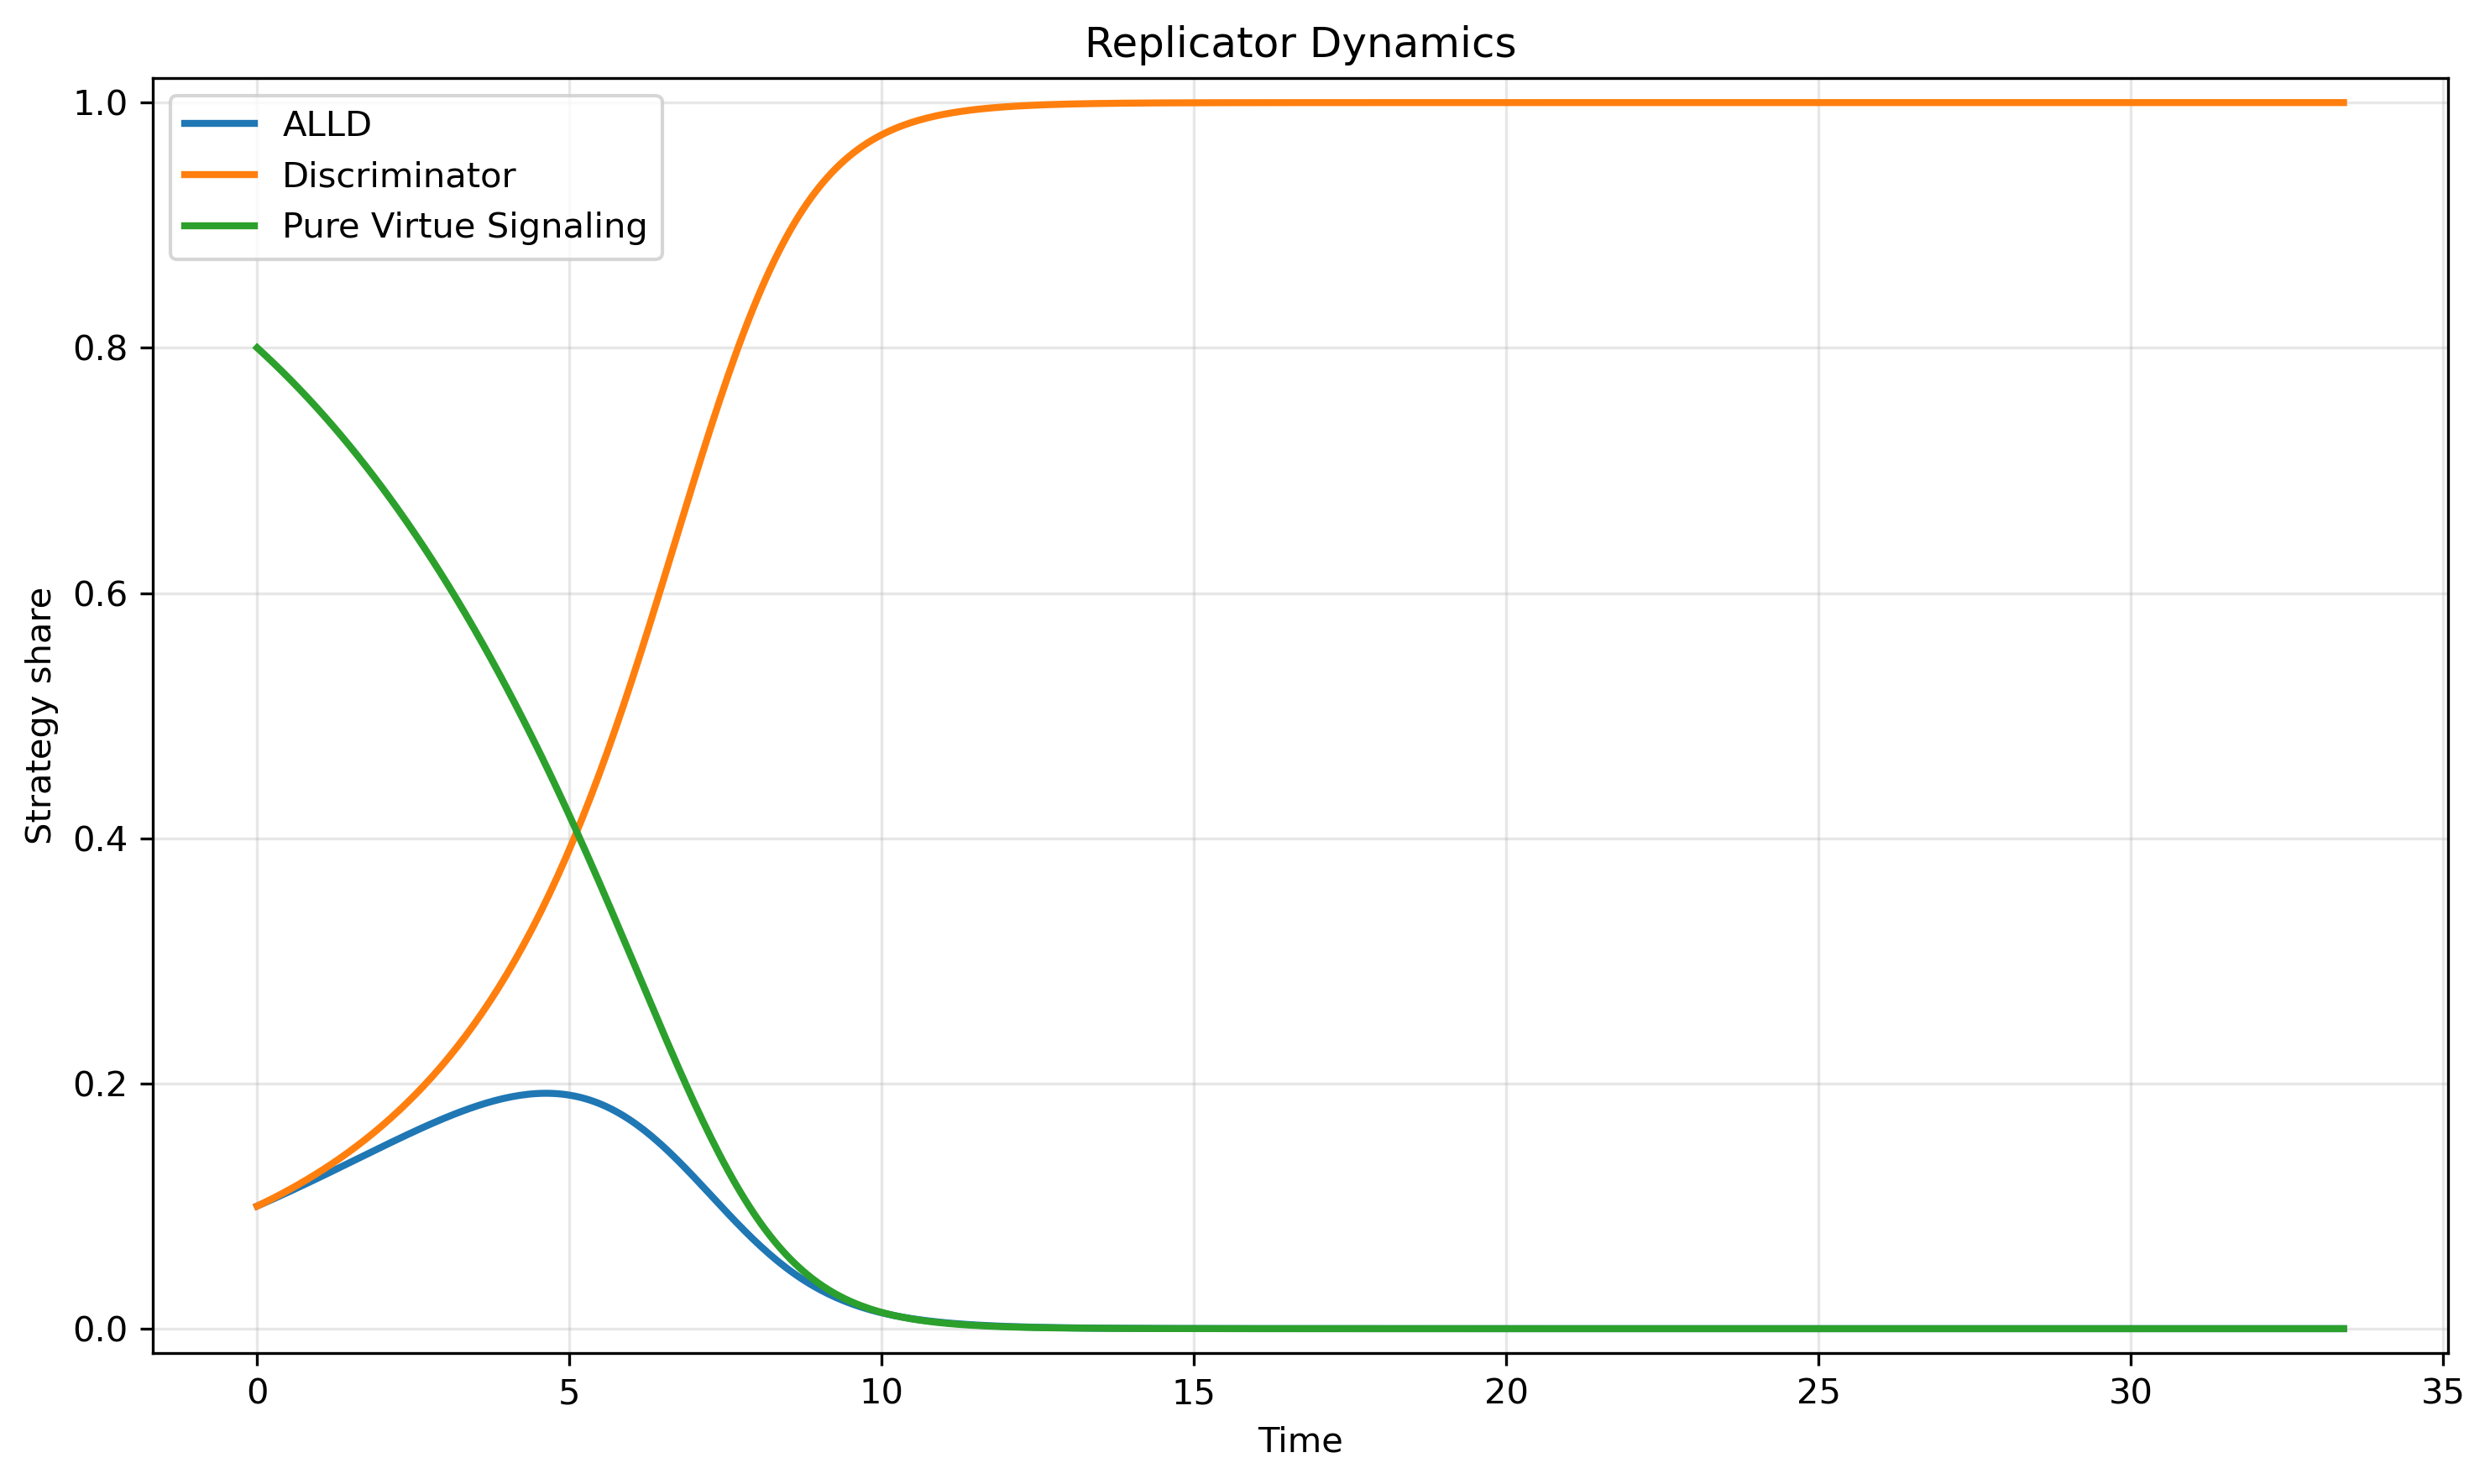 Replicator Dynamics
ALLD
Discriminator
Pure Virtue Signaling
Strategy share
1.0
0.8
0.6
0.4
0.2
0.0
0 5 10 15 20 25 30 35
Time